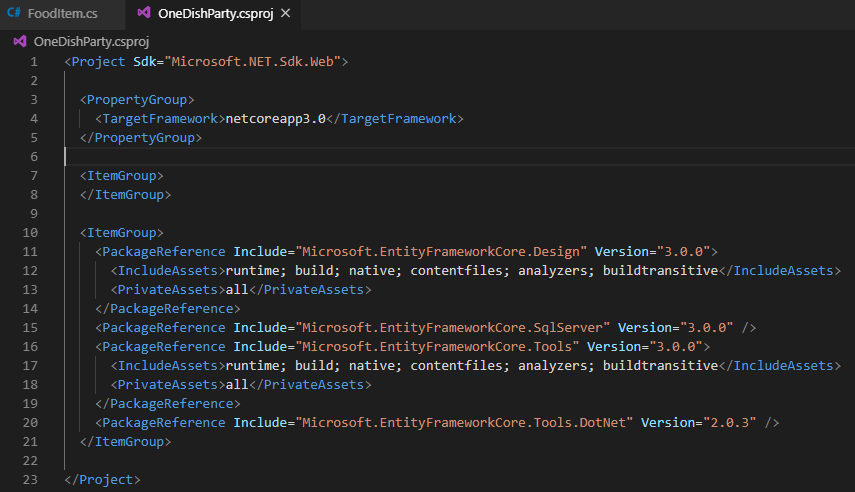 C# FoodItem.cs OneDishParty.csproj ×
OneDishParty.csproj
1 <Project Sdk="Microsoft.NET.Sdk.Web">
2
3 <PropertyGroup>
4 <TargetFramework>netcoreapp3.0</TargetFramework>
5 </PropertyGroup>
6
7 <ItemGroup>
8 </ItemGroup>
9
10 <ItemGroup>
11 <PackageReference Include="Microsoft.EntityFrameworkCore.Design" Version="3.0.0">
12 <IncludeAssets>runtime; build; native; contentfiles; analyzers; buildtransitive</IncludeAssets>
13 <PrivateAssets>all</PrivateAssets>
14 </PackageReference>
15 <PackageReference Include="Microsoft.EntityFrameworkCore.SqlServer" Version="3.0.0" />
16 <PackageReference Include="Microsoft.EntityFrameworkCore.Tools" Version="3.0.0">
17 <IncludeAssets>runtime; build; native; contentfiles; analyzers; buildtransitive</IncludeAssets>
18 <PrivateAssets>all</PrivateAssets>
19 </PackageReference>
20 <PackageReference Include="Microsoft.EntityFrameworkCore.Tools.DotNet" Version="2.0.3" />
21 </ItemGroup>
22
23 </Project>